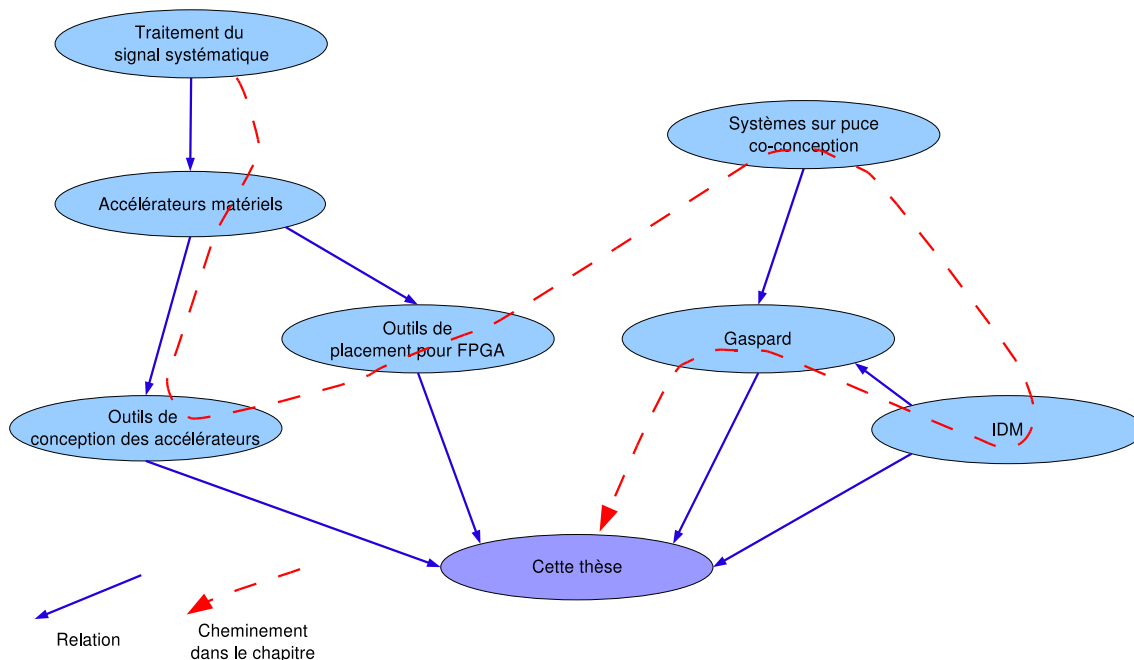 Traitement du
signal systématique
Systèmes sur puce
co-conception
Accélérateurs matériels
Outils de
placement pour FPGA
Gaspard
Outils de
conception des accélérateurs
IDM
Cette thèse
Relation
Cheminement
dans le chapitre